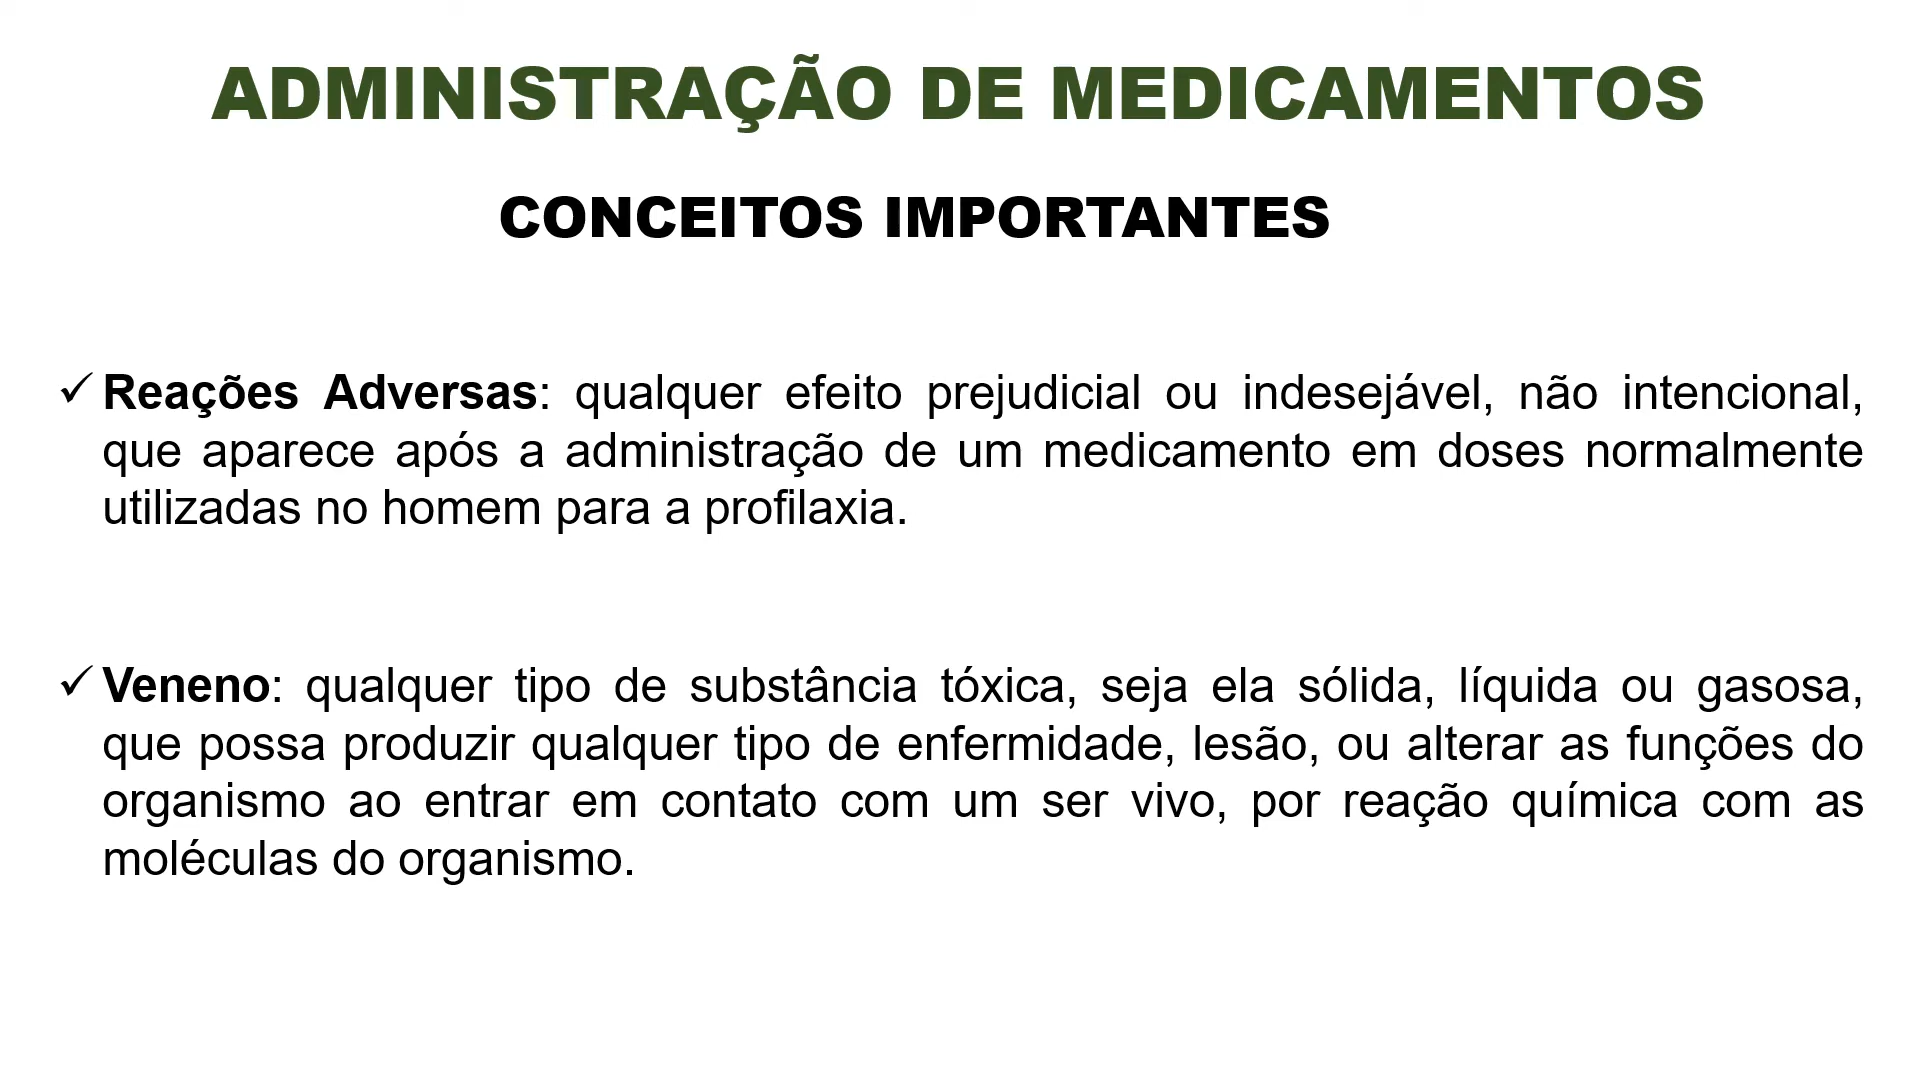 ADMINISTRAÇÃO DE MEDICAMENTOS
CONCEITOS IMPORTANTES
✓ Reações Adversas: qualquer efeito prejudicial ou indesejável, não intencional,
que aparece após a administração de um medicamento em doses normalmente
utilizadas no homem para a profilaxia.
✓ Veneno: qualquer tipo de substância tóxica, seja ela sólida, líquida ou gasosa,
que possa produzir qualquer tipo de enfermidade, lesão, ou alterar as funções do
organismo ao entrar em contato com um ser vivo, por reação química com as
moléculas do organismo.